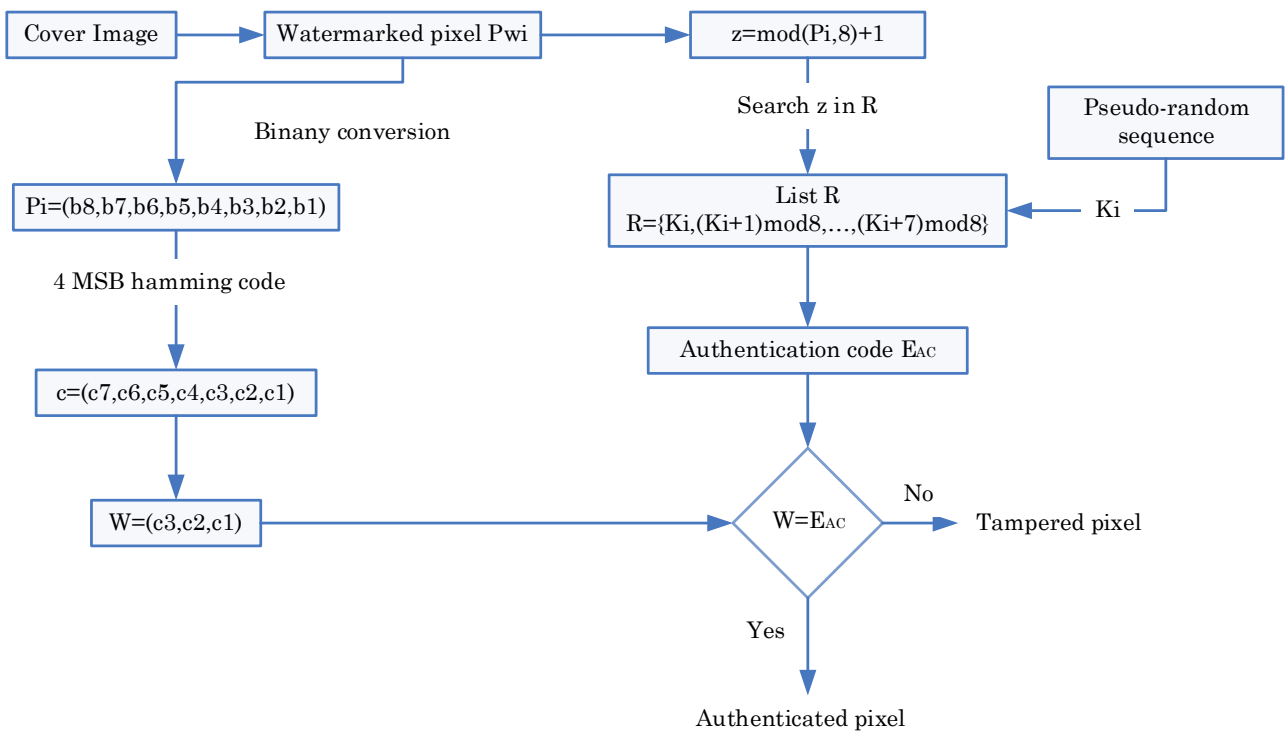 Cover Image
Watermarked pixel Pwi
z=mod(Pi,8)+1
Search z in R
Pseudo-random
sequence
Binany conversion
Pi=(b8,b7,b6,b5,b4,b3,b2,b1)
List R
R={Ki,(Ki+1)mod8,...,(Ki+7)mod8}
Ki
4 MSB hamming code
Authentication code EAC
c=(c7,c6,c5,c4,c3,c2,c1)
W=(c3,c2,c1)
W=EAC
No
Tampered pixel
Yes
Authenticated pixel